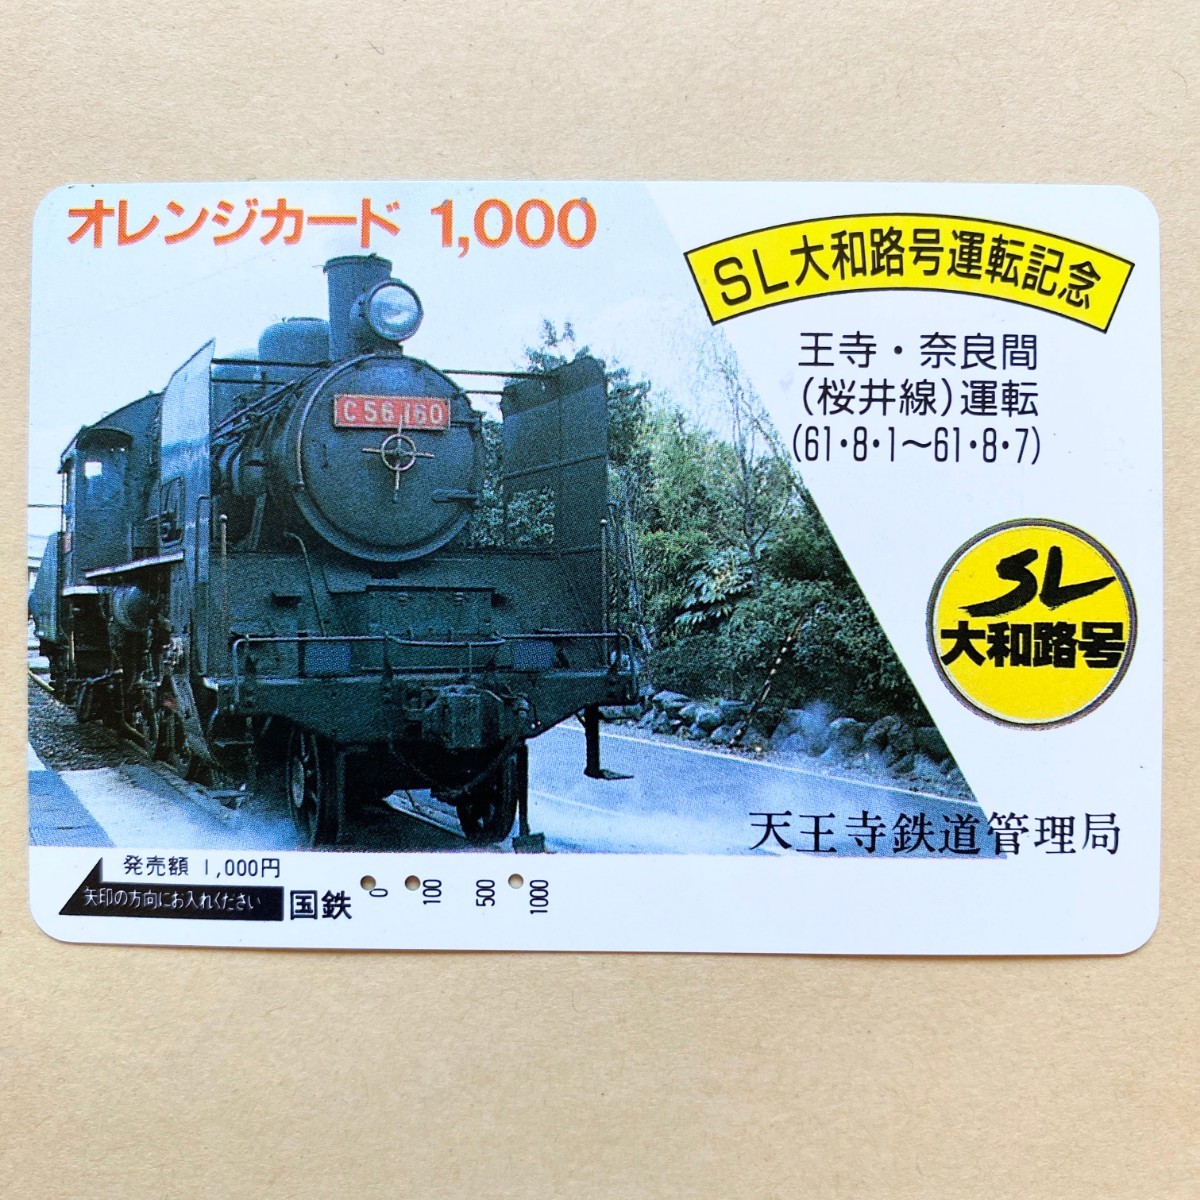 オレンジカード 1,000
SL大和路号運転記念
王寺・奈良間
(桜井線)運転
(61・8・1～61・8・7)
C56 160
SL
大和路号
天王寺鉄道管理局
発売額 1,000円
矢印の方向にお入れください
国鉄
0 100 500 1000